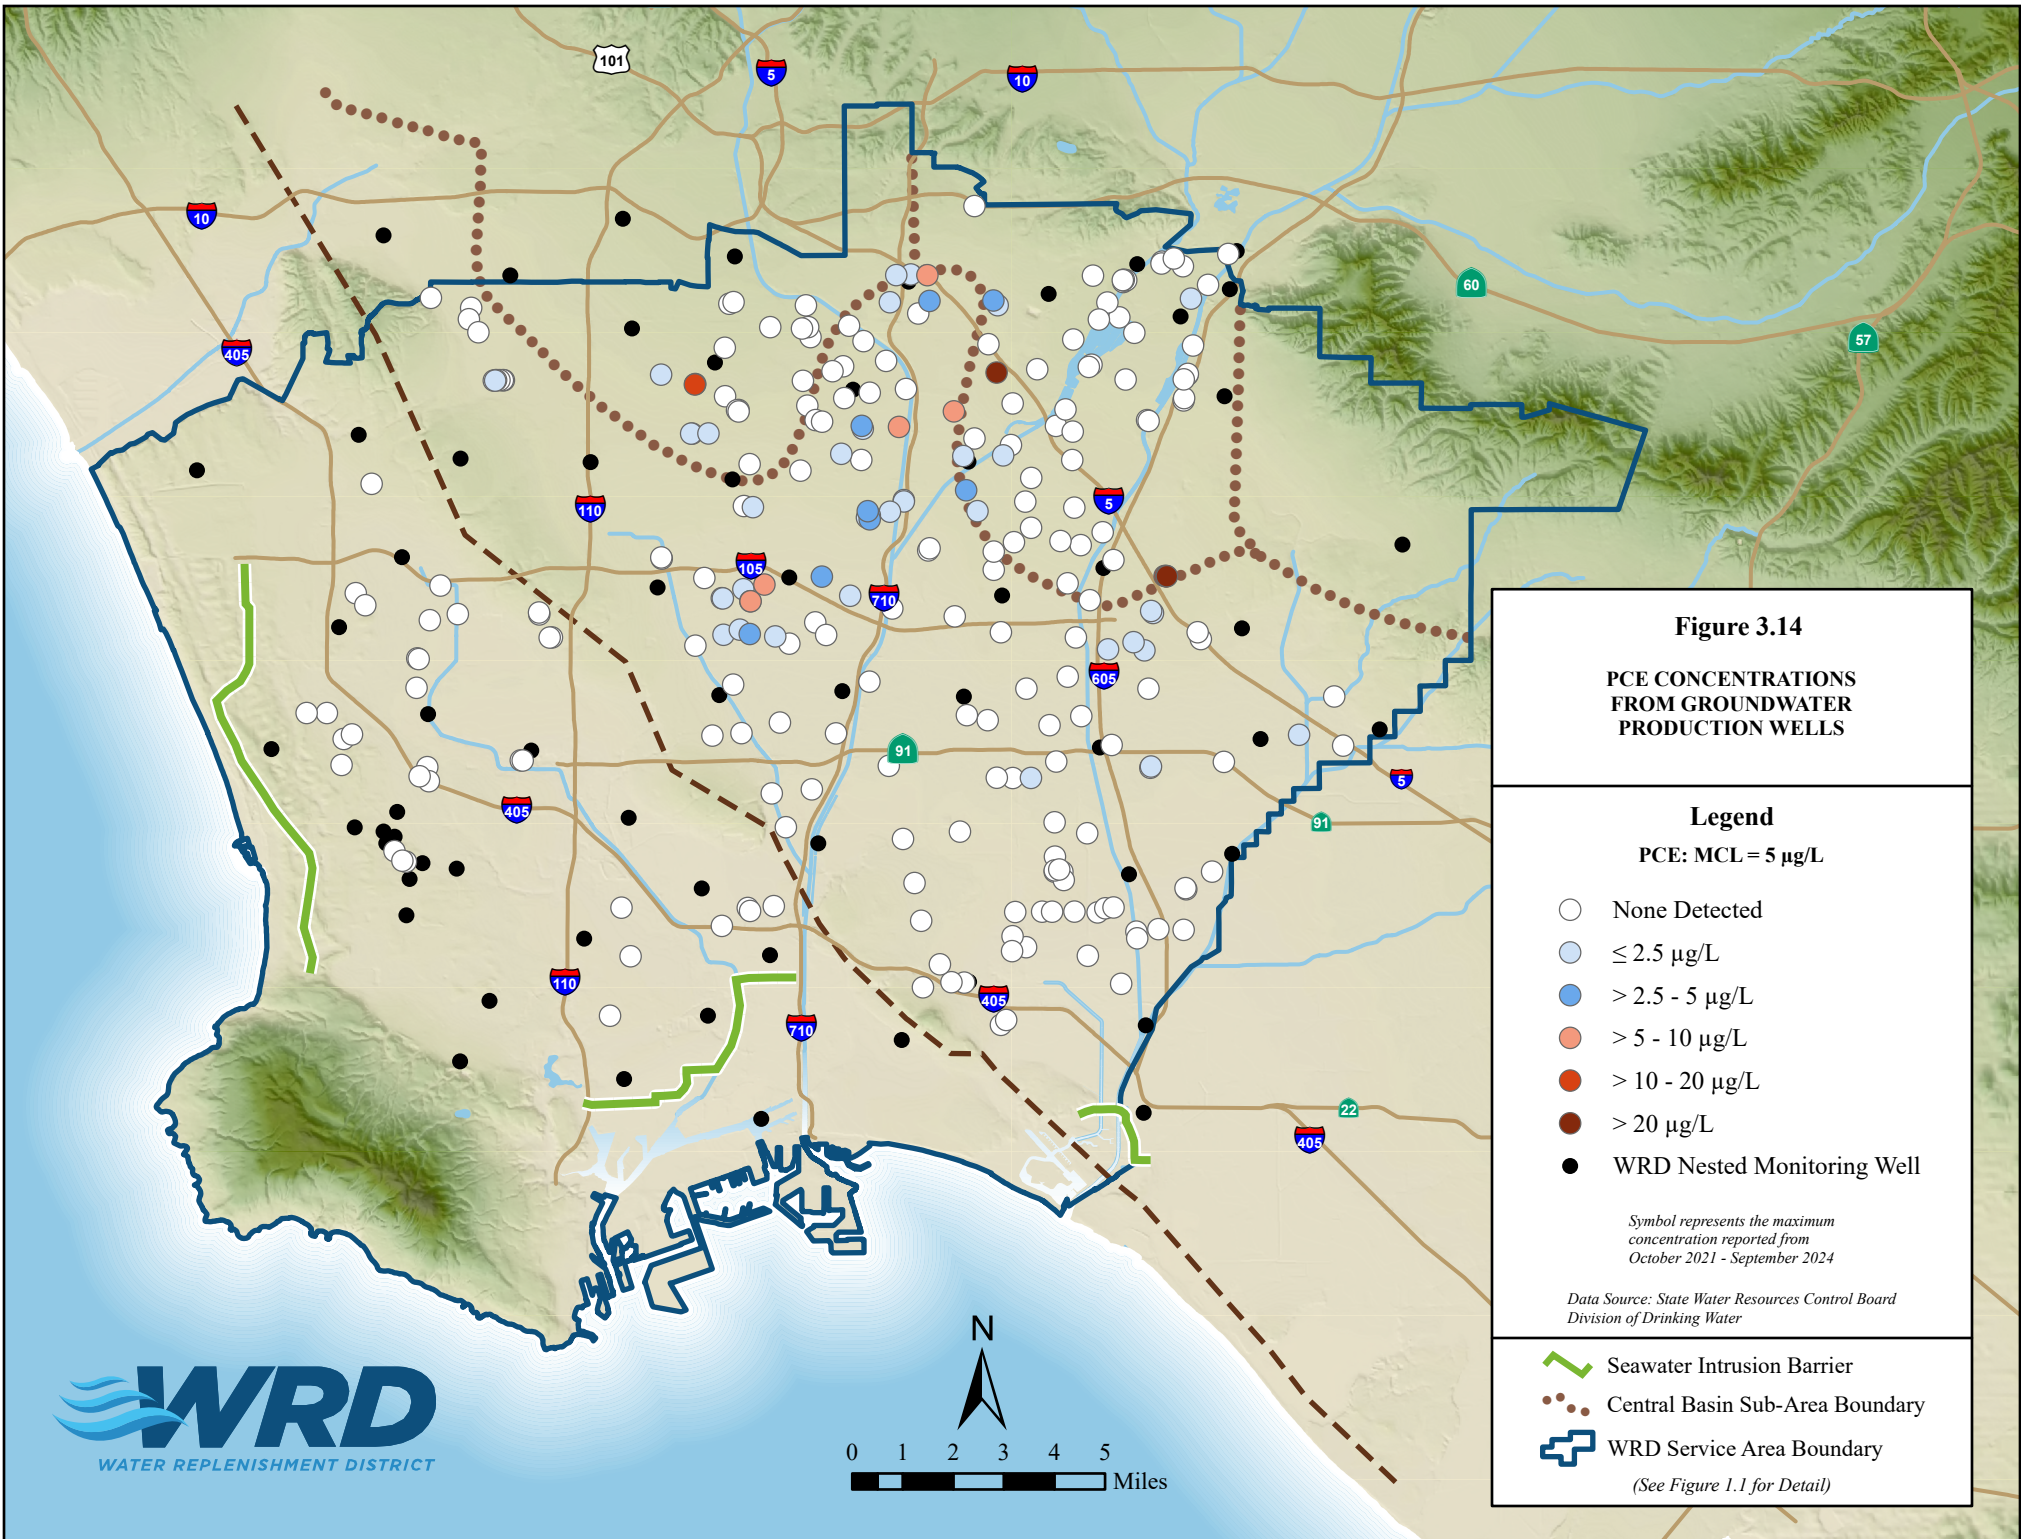 101
5
10
10
60
57
405
110
5
105
710
605
91
405
5
91
110
405
710
22
405
Figure 3.14
PCE CONCENTRATIONS
FROM GROUNDWATER
PRODUCTION WELLS
Legend
PCE: MCL = 5 µg/L
None Detected
≤ 2.5 µg/L
> 2.5 - 5 µg/L
> 5 - 10 µg/L
> 10 - 20 µg/L
> 20 µg/L
WRD Nested Monitoring Well
Symbol represents the maximum
concentration reported from
October 2021 - September 2024
Data Source: State Water Resources Control Board
Division of Drinking Water
Seawater Intrusion Barrier
Central Basin Sub-Area Boundary
WRD Service Area Boundary
(See Figure 1.1 for Detail)
N
0 1 2 3 4 5
Miles
WRD
WATER REPLENISHMENT DISTRICT